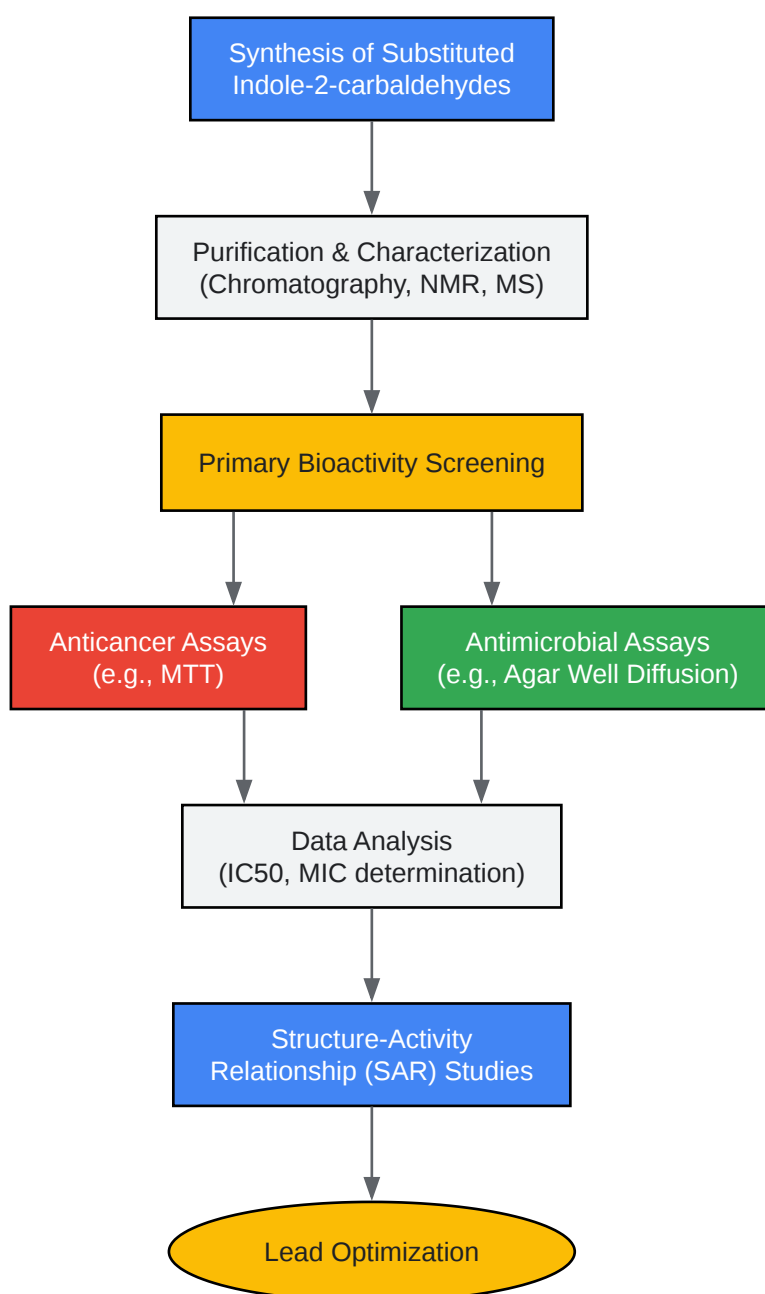 Synthesis of Substituted
Indole-2-carbaldehydes
Purification & Characterization
(Chromatography, NMR, MS)
Primary Bioactivity Screening
Anticancer Assays
(e.g., MTT)
Antimicrobial Assays
(e.g., Agar Well Diffusion)
Data Analysis
(IC50, MIC determination)
Structure-Activity
Relationship (SAR) Studies
Lead Optimization